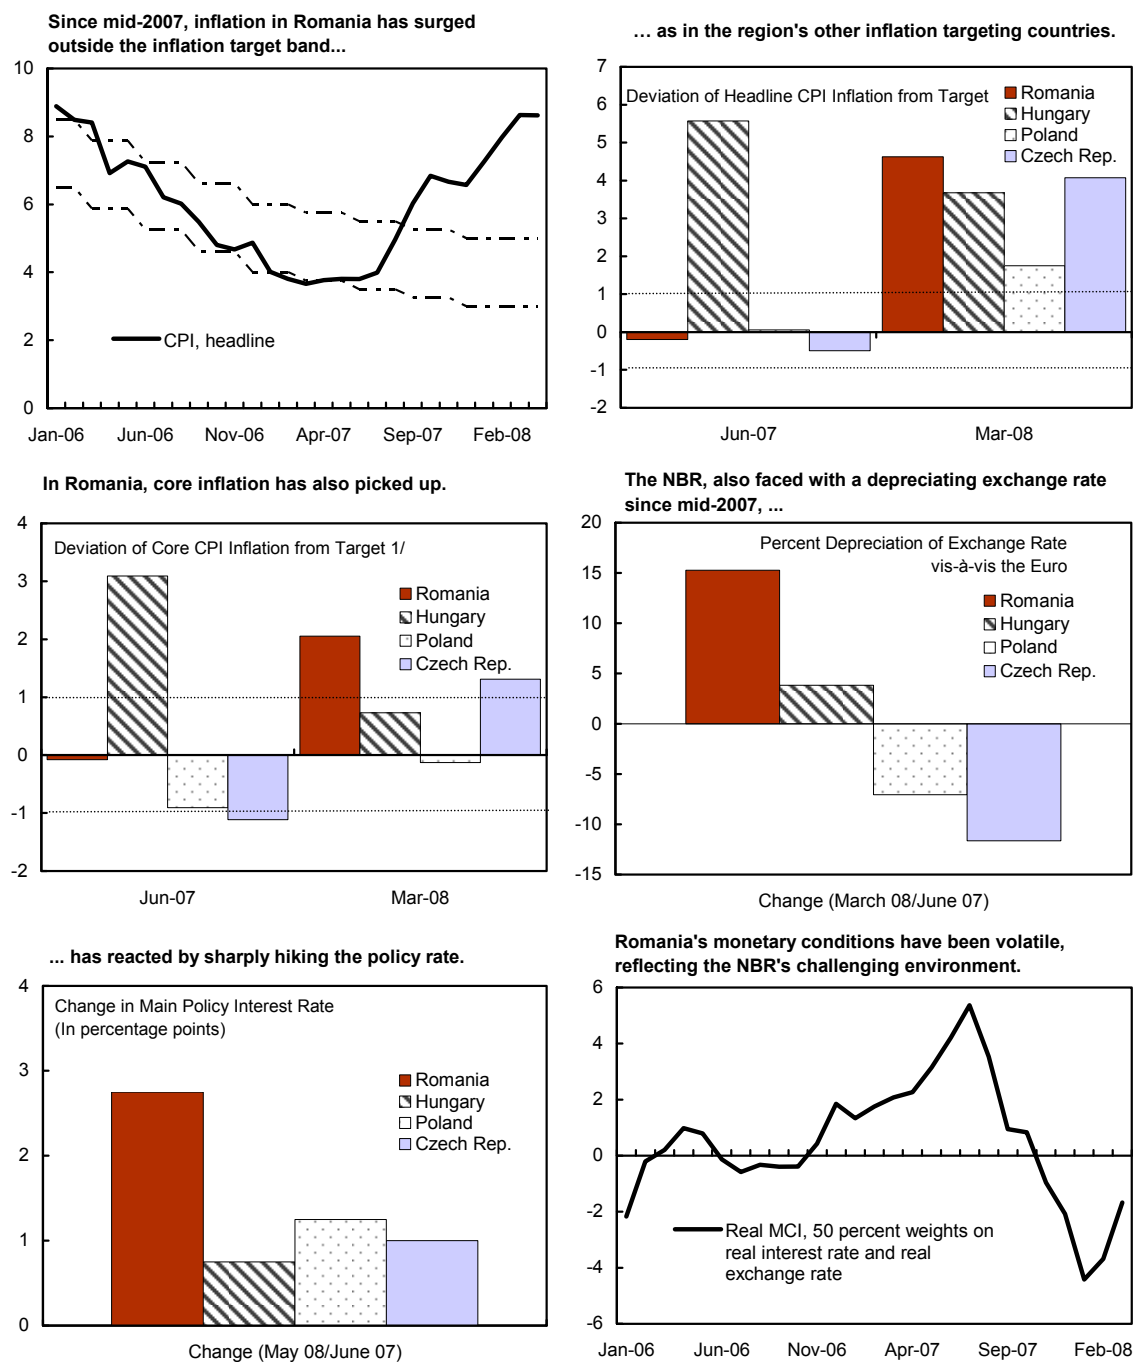 Since mid-2007, inflation in Romania has surged
outside the inflation target band...
10
8
6
4
2
0
CPI, headline
Jan-06 Jun-06 Nov-06 Apr-07 Sep-07 Feb-08
... as in the region's other inflation targeting countries.
7
6
5
4
3
2
1
0
-1
-2
Deviation of Headline CPI Inflation from Target
Romania
Hungary
Poland
Czech Rep.
Jun-07 Mar-08
In Romania, core inflation has also picked up.
4
3
2
1
0
-1
-2
Deviation of Core CPI Inflation from Target 1/
Romania
Hungary
Poland
Czech Rep.
Jun-07 Mar-08
The NBR, also faced with a depreciating exchange rate
since mid-2007, ...
20
15
10
5
0
-5
-10
-15
Percent Depreciation of Exchange Rate
vis-à-vis the Euro
Romania
Hungary
Poland
Czech Rep.
Change (March 08/June 07)
... has reacted by sharply hiking the policy rate.
4
3
2
1
0
Change in Main Policy Interest Rate
(In percentage points)
Romania
Hungary
Poland
Czech Rep.
Change (May 08/June 07)
Romania's monetary conditions have been volatile,
reflecting the NBR's challenging environment.
6
4
2
0
-2
-4
-6
Real MCI, 50 percent weights on
real interest rate and real
exchange rate
Jan-06 Jun-06 Nov-06 Apr-07 Sep-07 Feb-08